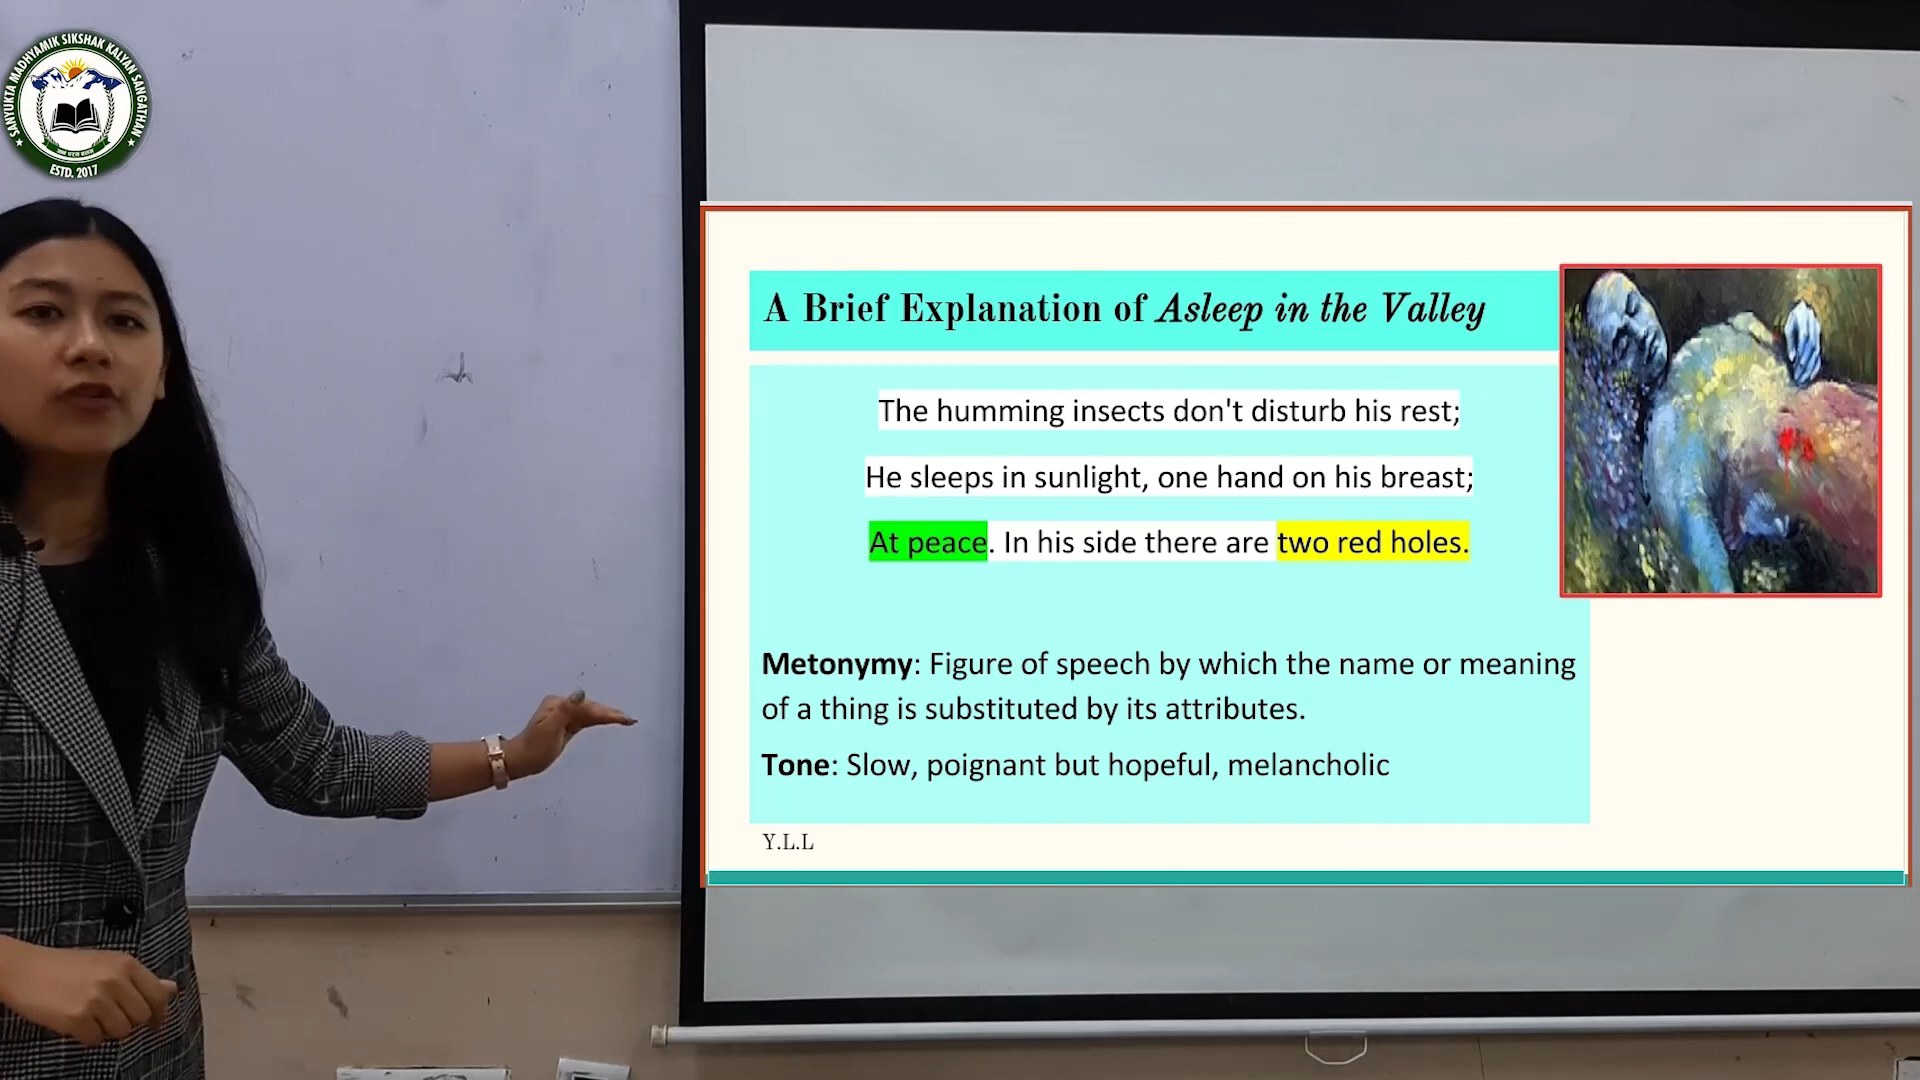 SANYUKTA MADHYAMIK SIKSHAK KALYAN SANGATHAN
ESTD. 2017
A Brief Explanation of Asleep in the Valley
The humming insects don't disturb his rest;
He sleeps in sunlight, one hand on his breast;
At peace. In his side there are two red holes.
Metonymy: Figure of speech by which the name or meaning
of a thing is substituted by its attributes.
Tone: Slow, poignant but hopeful, melancholic
Y.L.L